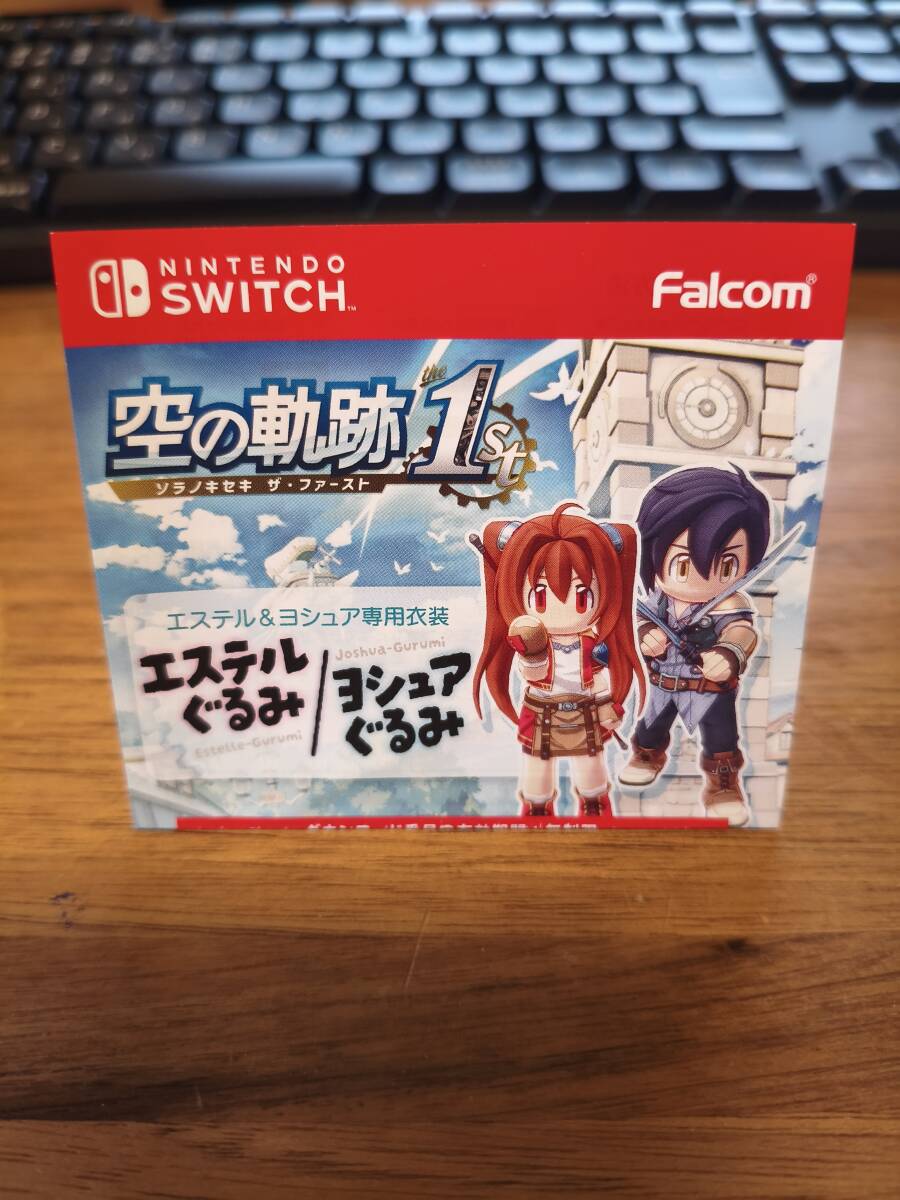 NINTENDO
SWITCH™
Falcom®
空の軌跡 the 1st
ソラノキセキ ザ・ファースト
エステル＆ヨシュア専用衣装
エステル
ぐるみ
Estelle-Gurumi
/
Joshua-Gurumi
ヨシュア
ぐるみ